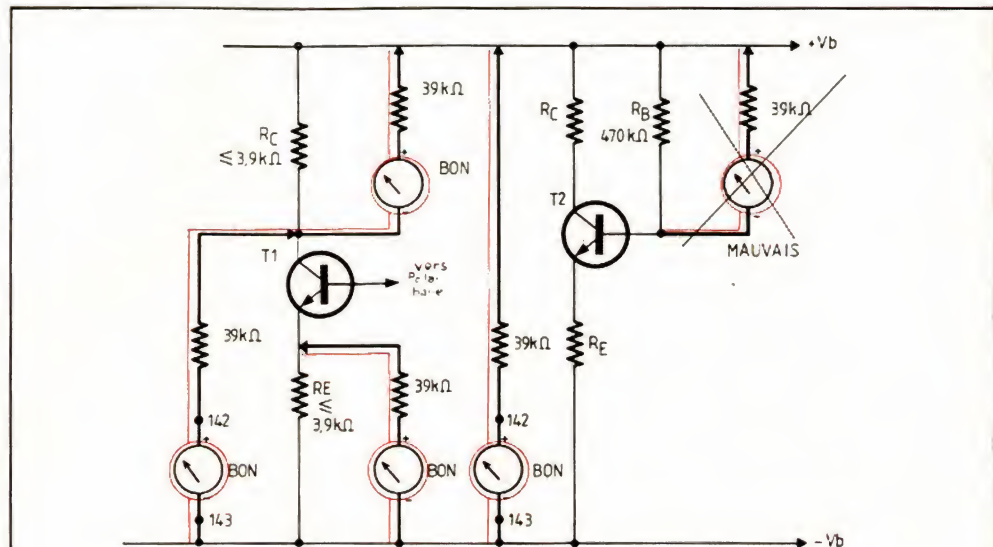 +Vb
39kΩ
RC
≤ 3,9kΩ
BON
RC
RB
470kΩ
39kΩ
T2
MAUVAIS
T1
vers
39kΩ
RE
≤
3,9kΩ
39kΩ
39kΩ
RE
142
142
BON
BON
BON
143
143
-Vb
+
-
+
-
+
-
+
-
+
-